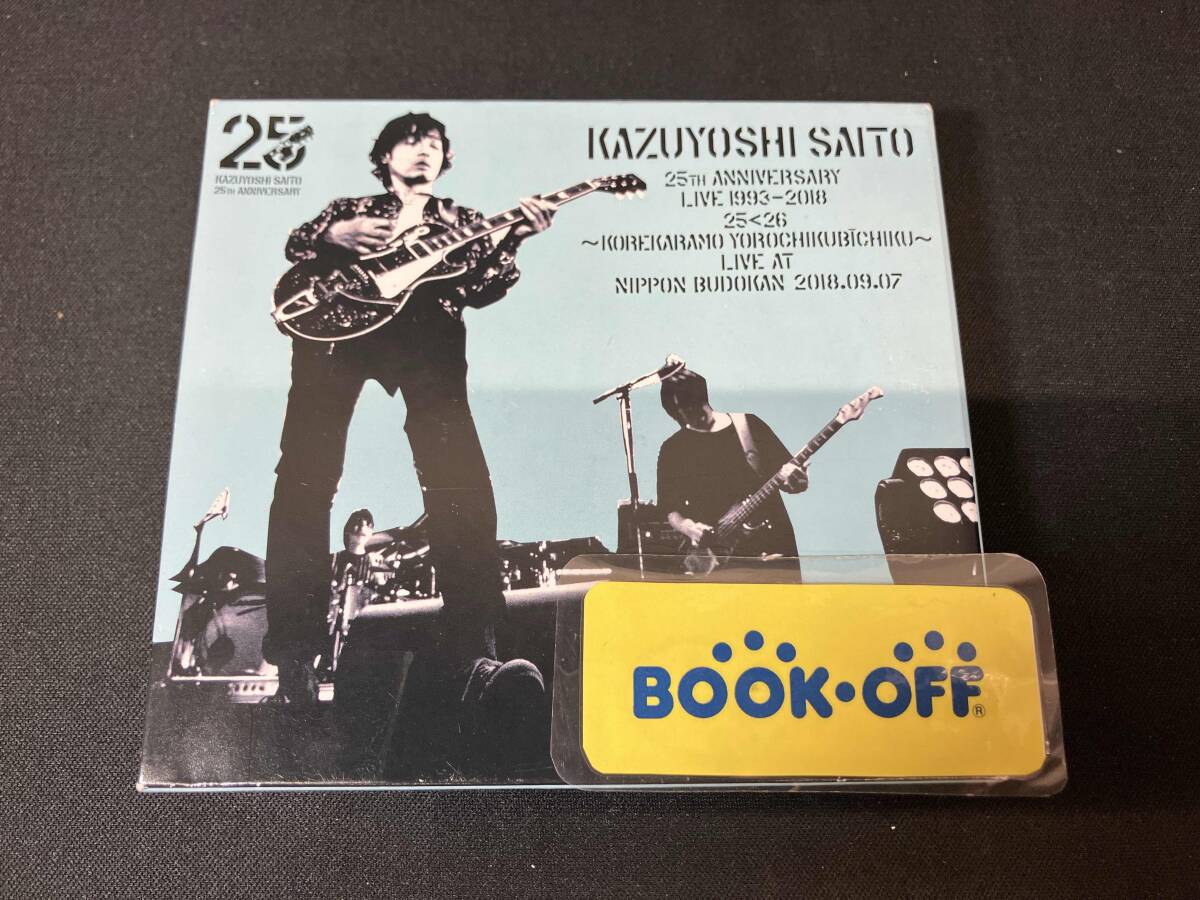 25
KAZUYOSHI SAITO
25TH ANNIVERSARY
KAZUYOSHI SAITO
25TH ANNIVERSARY
LIVE 1993-2018
25<26
~KOREKARAMO YOROCHIKUBĪCHIKU~
LIVE AT
NIPPON BUDOKAN 2018.09.07
BOOK•OFF®